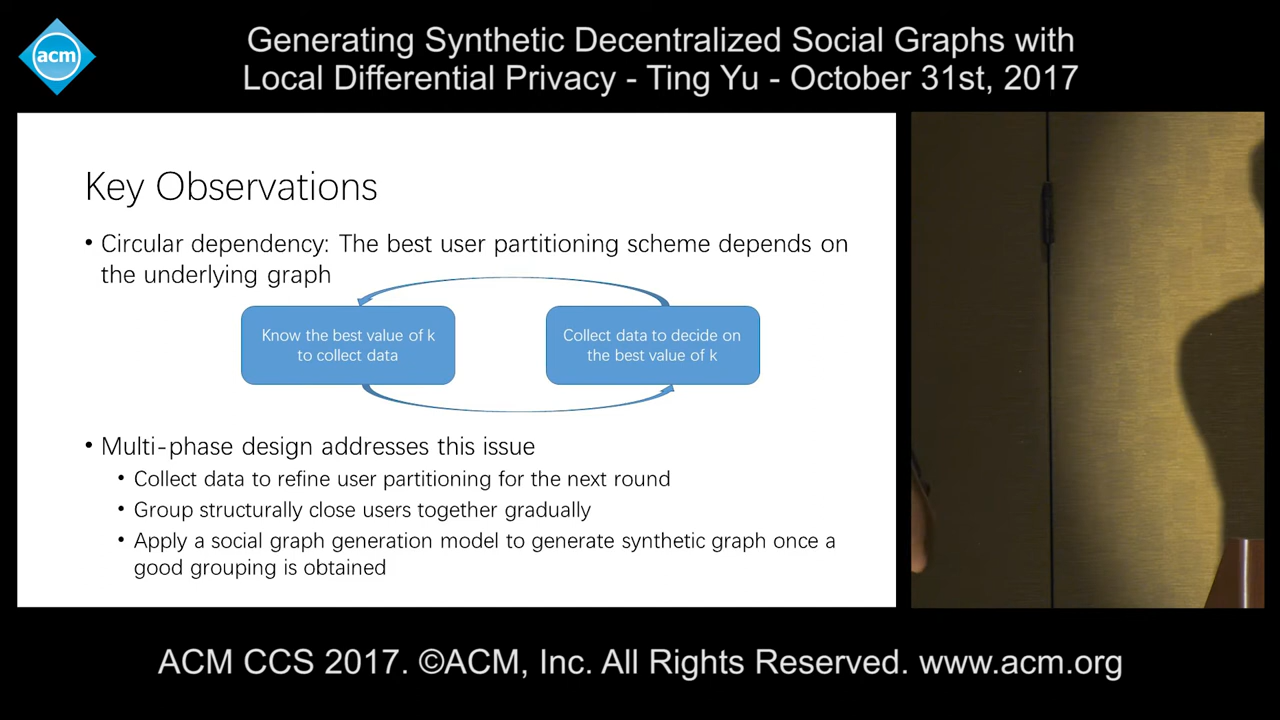 acm
Generating Synthetic Decentralized Social Graphs with
Local Differential Privacy - Ting Yu - October 31st, 2017
Key Observations
• Circular dependency: The best user partitioning scheme depends on
the underlying graph
Know the best value of k
to collect data
Collect data to decide on
the best value of k
• Multi-phase design addresses this issue
• Collect data to refine user partitioning for the next round
• Group structurally close users together gradually
• Apply a social graph generation model to generate synthetic graph once a
good grouping is obtained
ACM CCS 2017. ©ACM, Inc. All Rights Reserved. www.acm.org